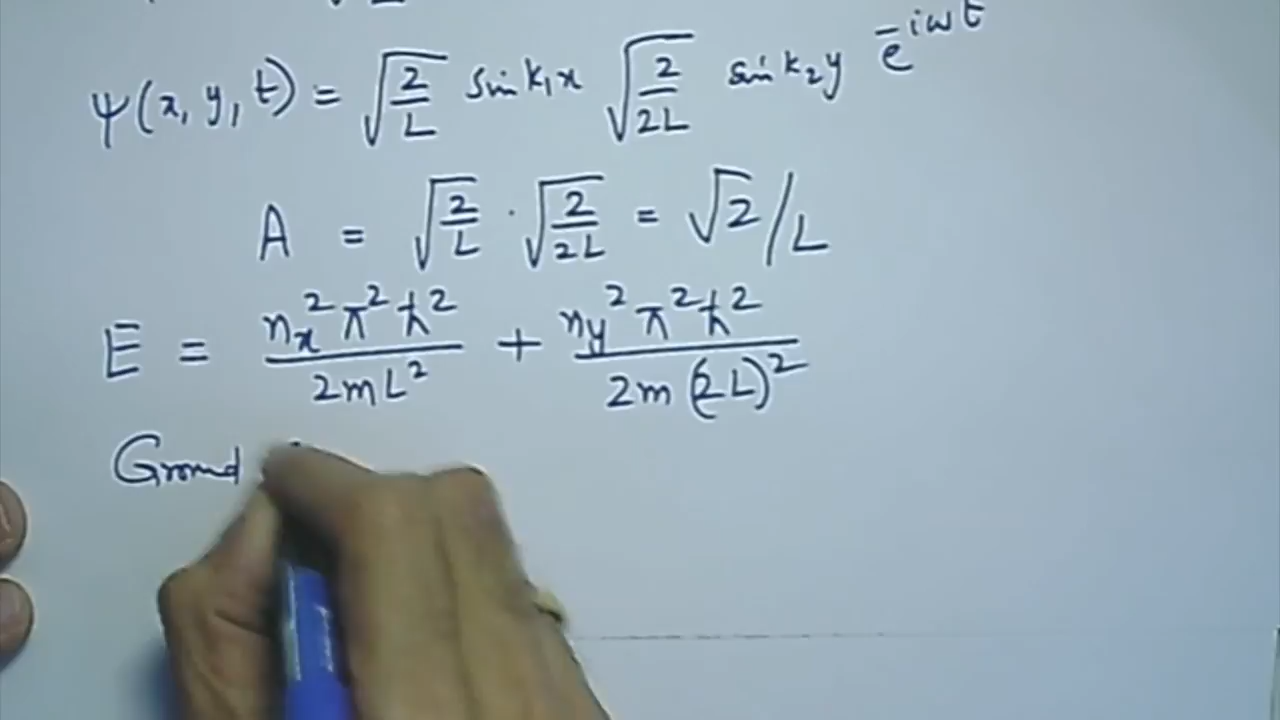 ψ(x, y, t) = √(2/L) sin k₁x √(2/2L) sin k₂y e^-iωt
A = √(2/L) · √(2/2L) = √2/L
E = nₓ²π²ħ²/2mL² + n_y²π²ħ²/2m(2L)²
Ground